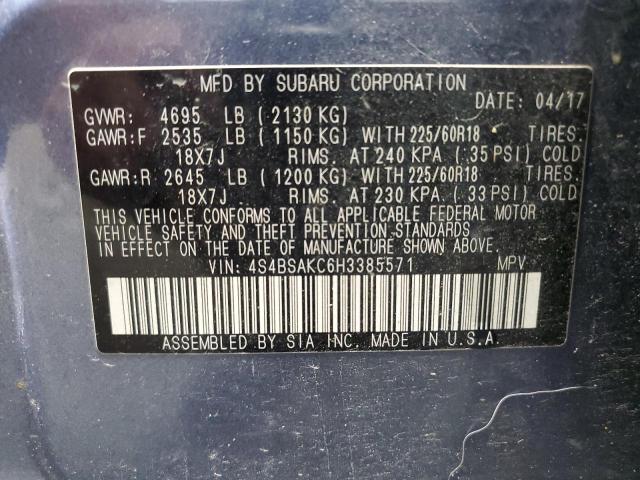 MFD BY SUBARU CORPORATION
DATE: 04/17
GVWR: 4695 LB ( 2130 KG)
GAWR:F 2535 LB ( 1150 KG) WITH 225/60R18 TIRES.
18X7J RIMS. AT 240 KPA ( 35 PSI) COLD
GAWR:R 2645 LB ( 1200 KG) WITH 225/60R18 TIRES.
18X7J RIMS. AT 230 KPA. ( 33 PSI) COLD
THIS VEHICLE CONFORMS TO ALL APPLICABLE FEDERAL MOTOR
VEHICLE SAFETY AND THEFT PREVENTION STANDARDS
IN EFFECT ON THE DATE OF MANUFACTURE SHOWN ABOVE.
VIN: 4S4BSAKC6H3385571 MPV
ASSEMBLED BY SIA INC. MADE IN U.S.A.